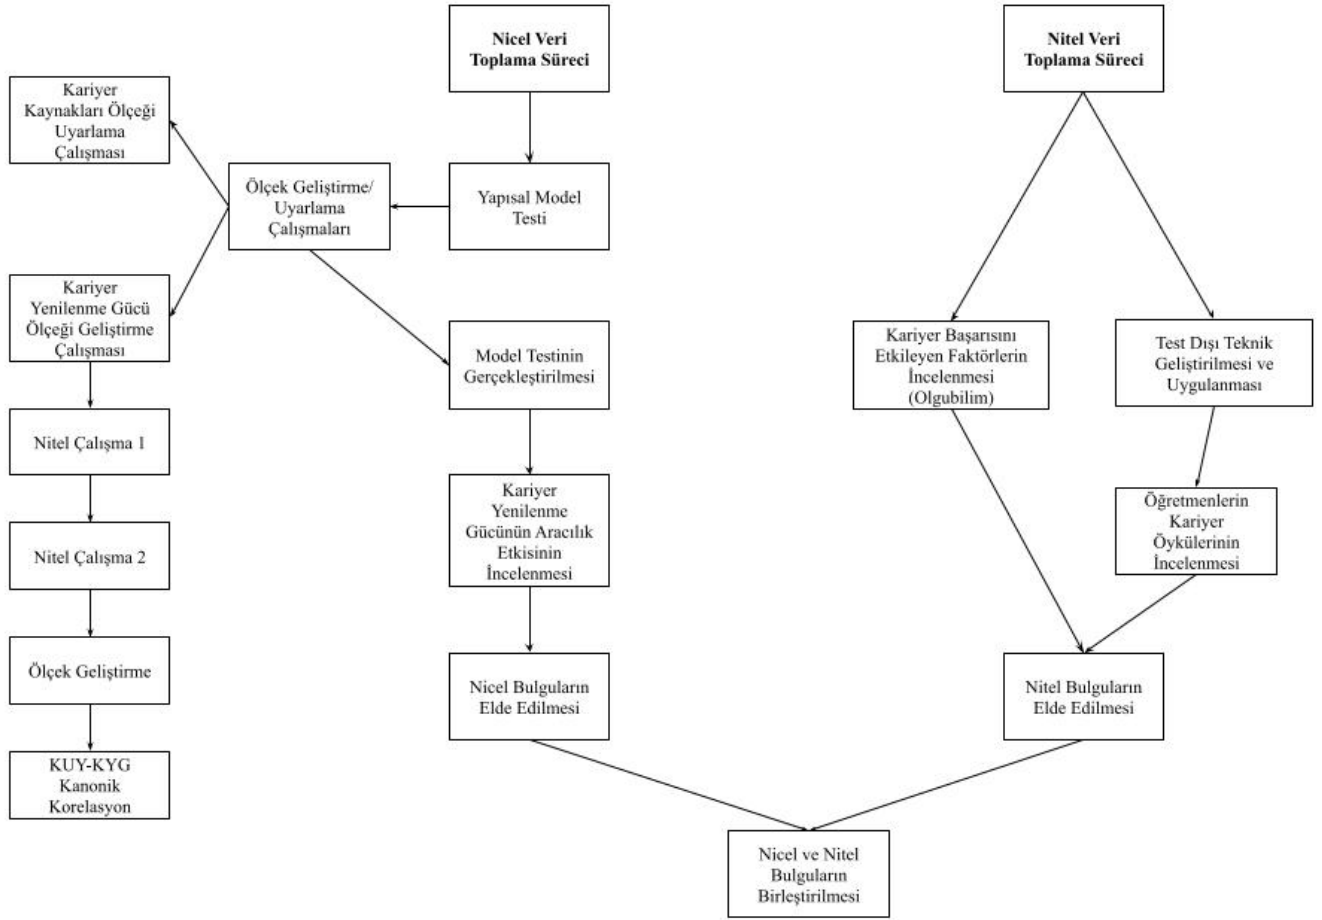 Nicel Veri
Toplama Süreci
Nitel Veri
Toplama Süreci
Kariyer
Kaynakları Ölçeği
Uyarlama
Çalışması
Ölçek Geliştirme/
Uyarlama
Çalışmaları
Yapısal Model
Testi
Kariyer
Yenilenme Gücü
Ölçeği Geliştirme
Çalışması
Model Testinin
Gerçekleştirilmesi
Kariyer Başarısını
Etkileyen Faktörlerin
İncelenmesi
(Olgubilim)
Test Dışı Teknik
Geliştirilmesi ve
Uygulanması
Nitel Çalışma 1
Kariyer
Yenilenme
Gücünün Aracılık
Etkisinin
İncelenmesi
Öğretmenlerin
Kariyer
Öykülerinin
İncelenmesi
Nitel Çalışma 2
Ölçek Geliştirme
Nicel Bulguların
Elde Edilmesi
Nitel Bulguların
Elde Edilmesi
KUY-KYG
Kanonik
Korelasyon
Nicel ve Nitel
Bulguların
Birleştirilmesi